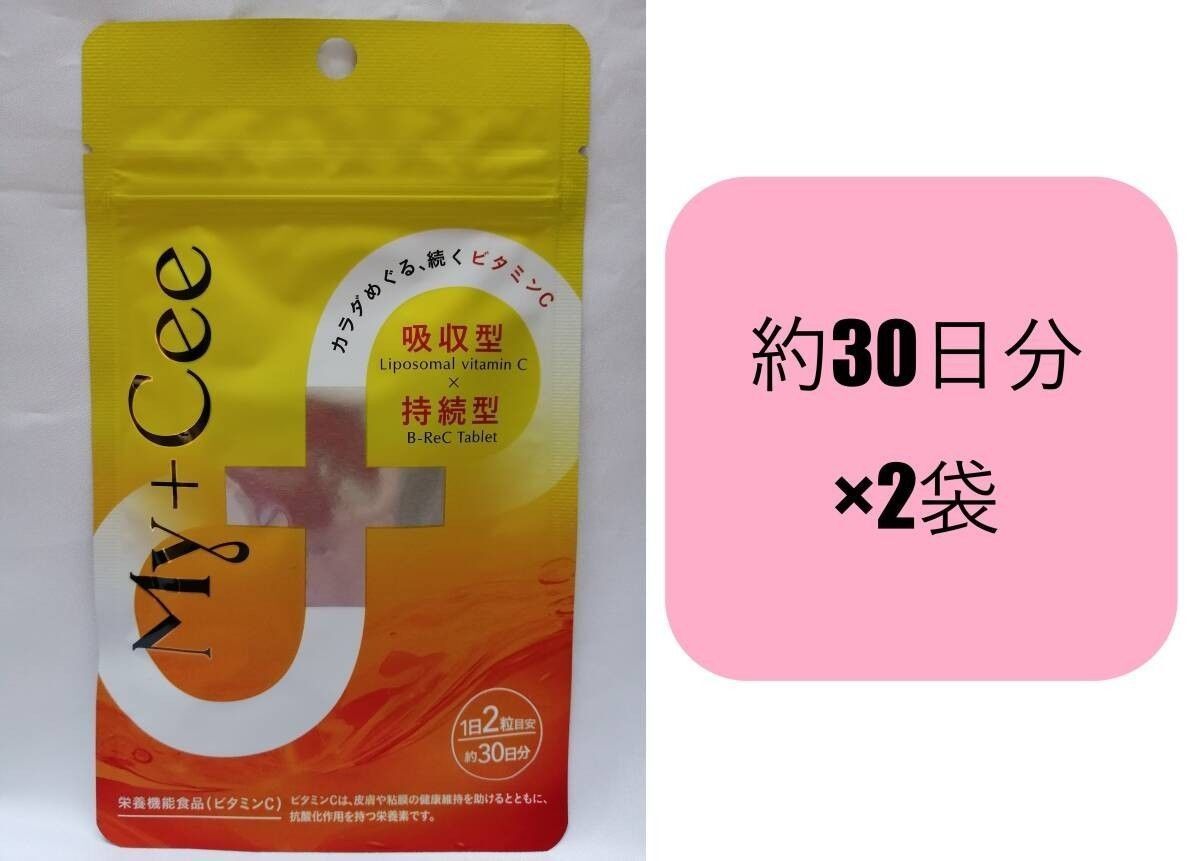 My+Cee
カラダめぐる、続くビタミンC
吸収型
Liposomal vitamin C
×
持続型
B-ReC Tablet
1日2粒目安
約30日分
栄養機能食品(ビタミンC)
ビタミンCは、皮膚や粘膜の健康維持を助けるとともに、
抗酸化作用を持つ栄養素です。
約30日分
×2袋